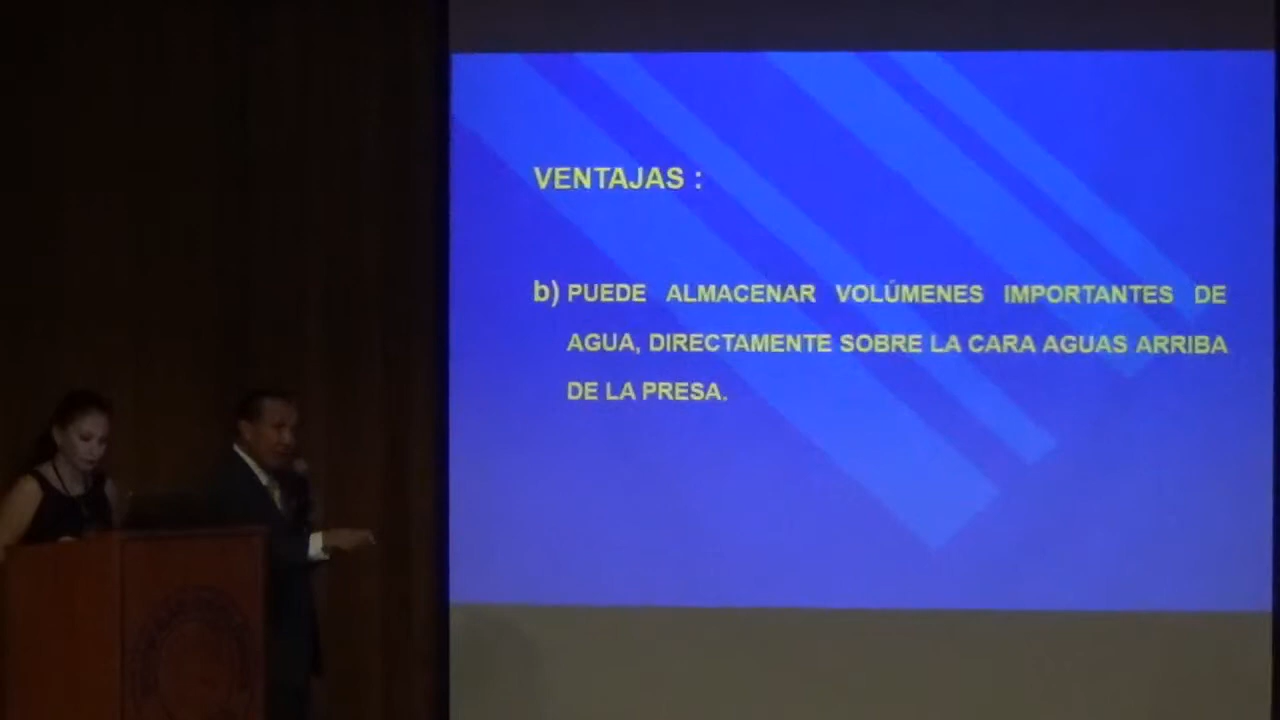 VENTAJAS :
b) PUEDE ALMACENAR VOLÚMENES IMPORTANTES DE
AGUA, DIRECTAMENTE SOBRE LA CARA AGUAS ARRIBA
DE LA PRESA.